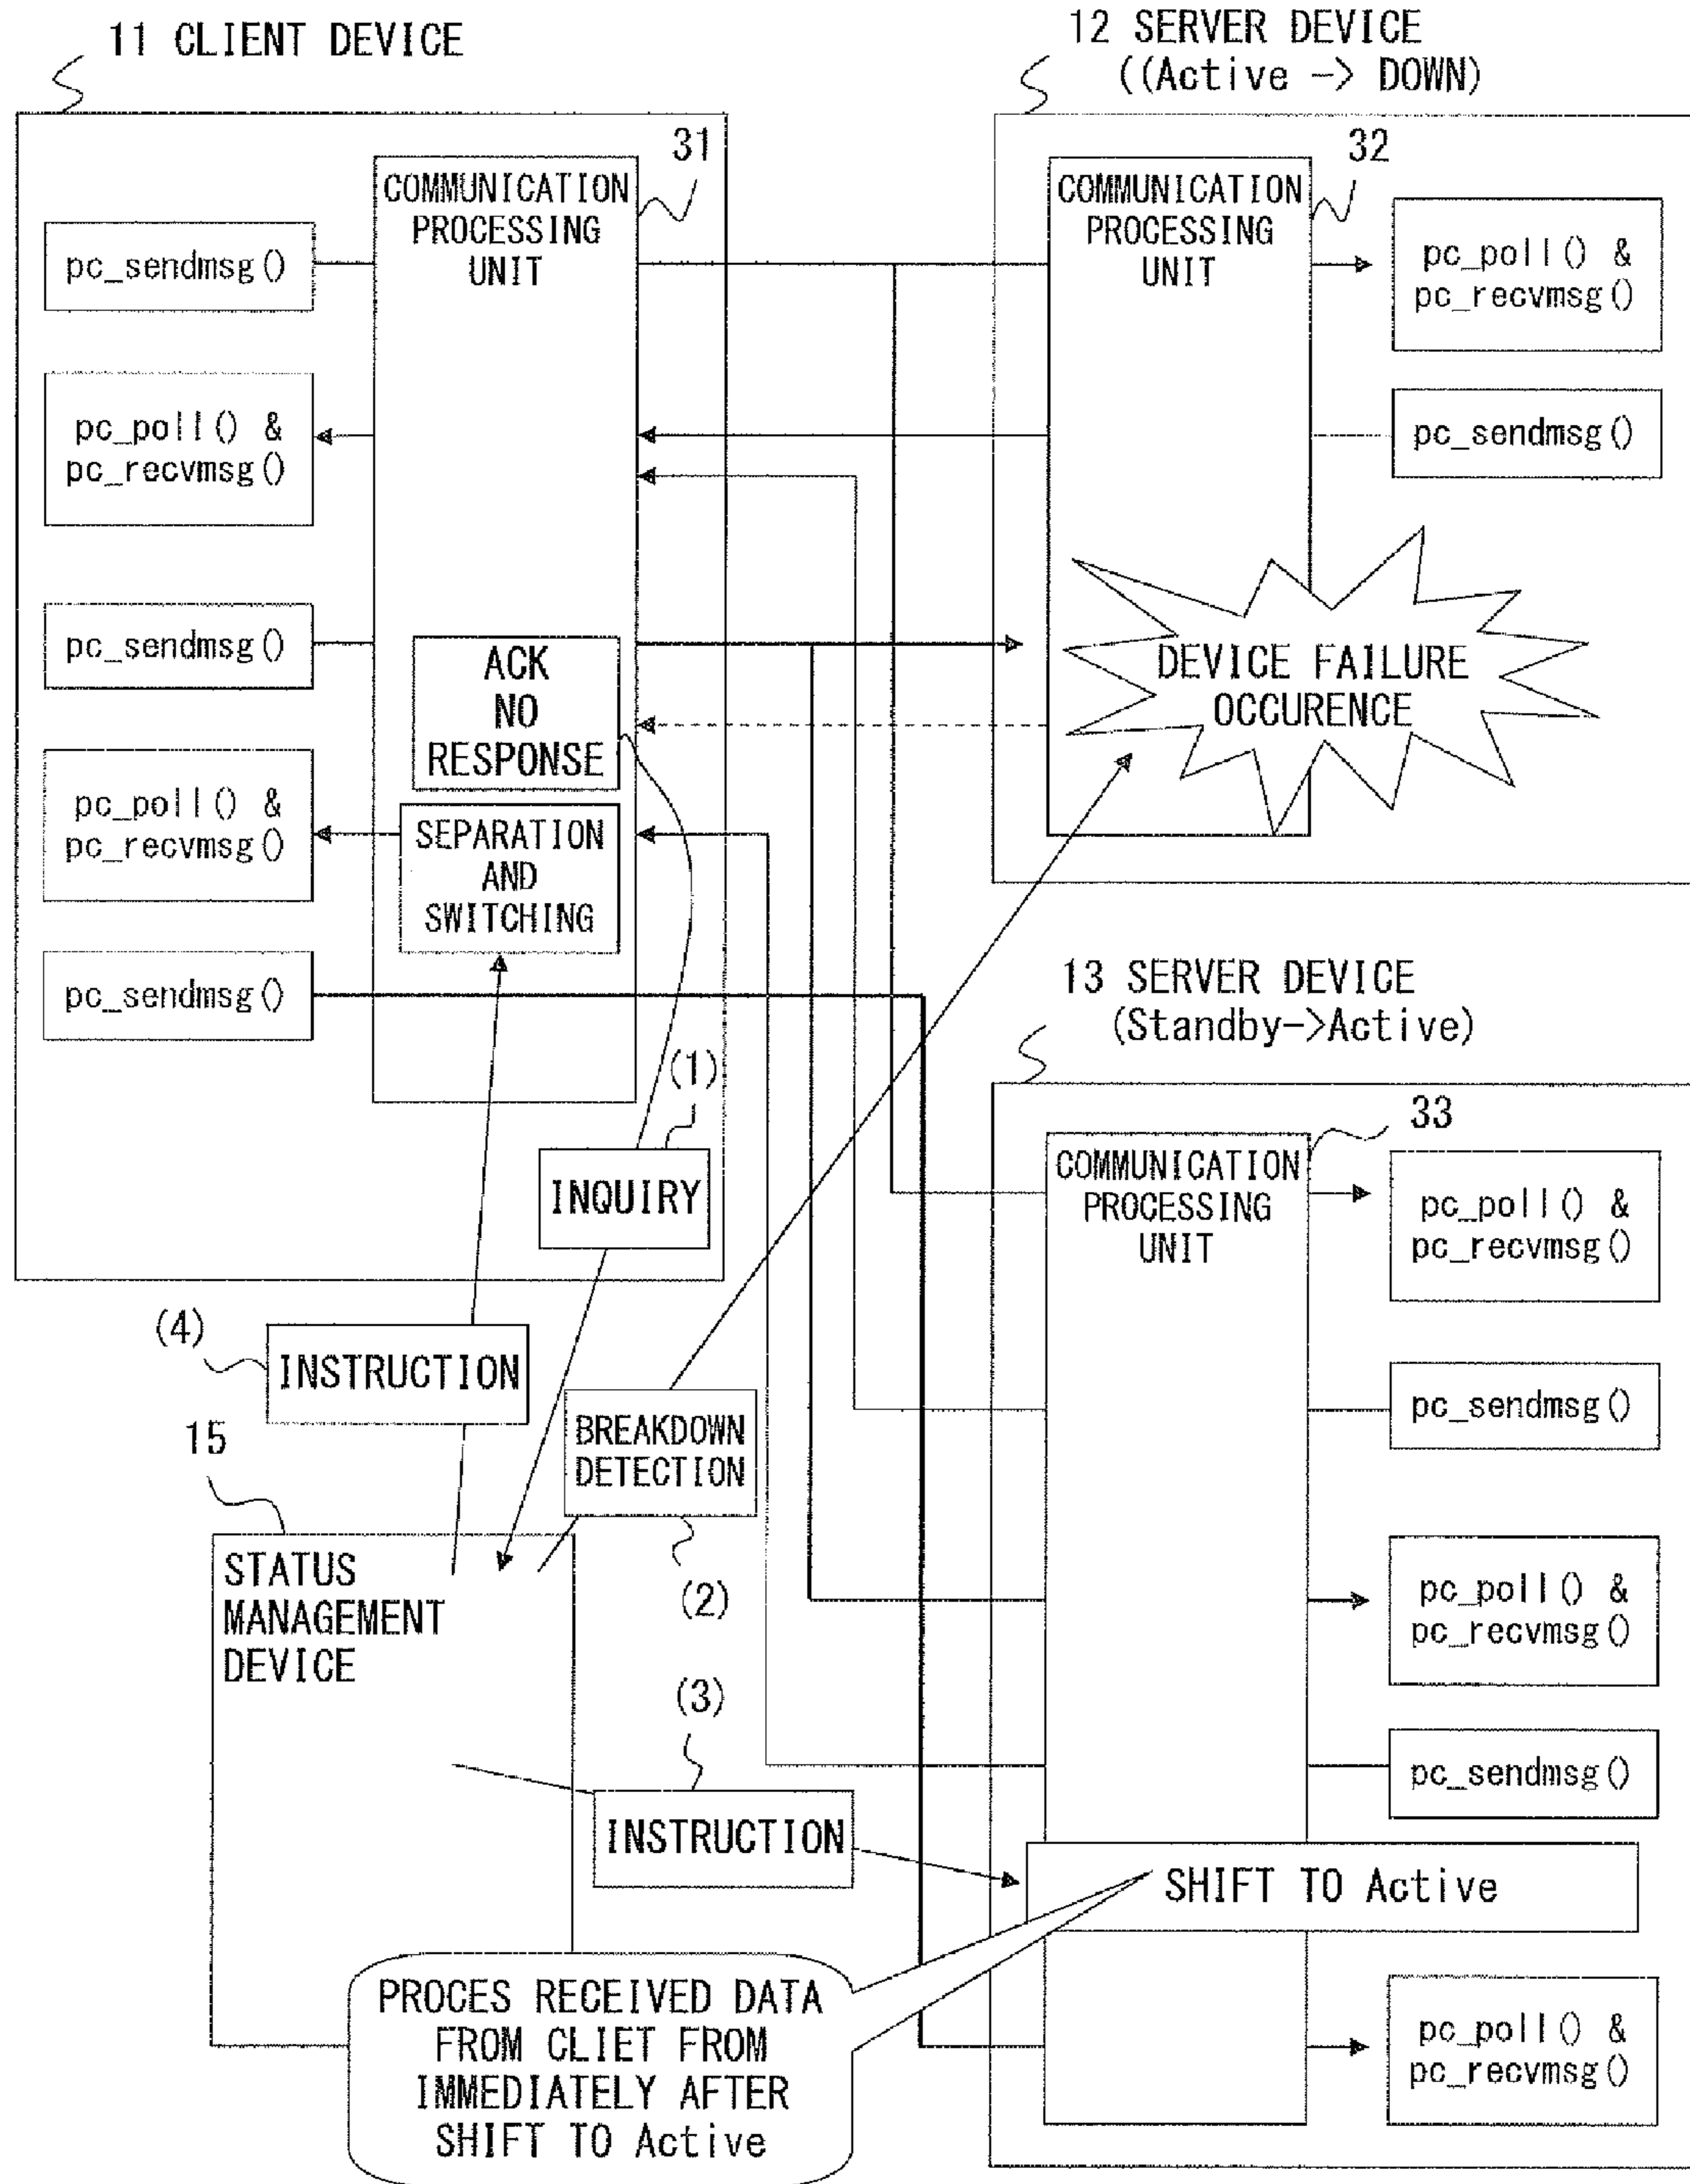 11 CLIENT DEVICE
31
COMMUNICATION
PROCESSING
UNIT
pc_sendmsg()
pc_poll() &
pc_recvmsg()
pc_sendmsg()
ACK
NO
RESPONSE
pc_poll() &
pc_recvmsg()
SEPARATION
AND
SWITCHING
pc_sendmsg()
(1)
INQUIRY
12 SERVER DEVICE
((Active -> DOWN)
32
COMMUNICATION
PROCESSING
UNIT
pc_poll() &
pc_recvmsg()
pc_sendmsg()
DEVICE FAILURE
OCCURENCE
13 SERVER DEVICE
(Standby->Active)
33
COMMUNICATION
PROCESSING
UNIT
pc_poll() &
pc_recvmsg()
pc_sendmsg()
pc_poll() &
pc_recvmsg()
pc_sendmsg()
SHIFT TO Active
pc_poll() &
pc_recvmsg()
(4)
INSTRUCTION
15
BREAKDOWN
DETECTION
(2)
STATUS
MANAGEMENT
DEVICE
(3)
INSTRUCTION
PROCES RECEIVED DATA
FROM CLIET FROM
IMMEDIATELY AFTER
SHIFT TO Active